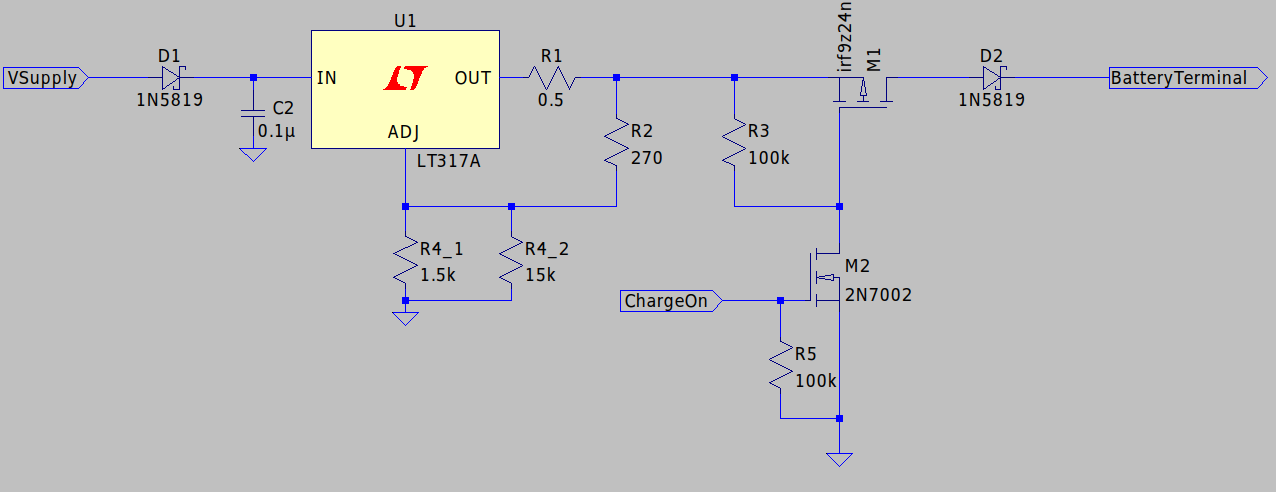 U1
irf9z24n
M1
D1
R1
D2
VSupply
IN
OUT
BatteryTerminal
1N5819
0.5
1N5819
C2
0.1µ
ADJ
R2
270
R3
100k
LT317A
R4_1
1.5k
R4_2
15k
M2
2N7002
ChargeOn
R5
100k